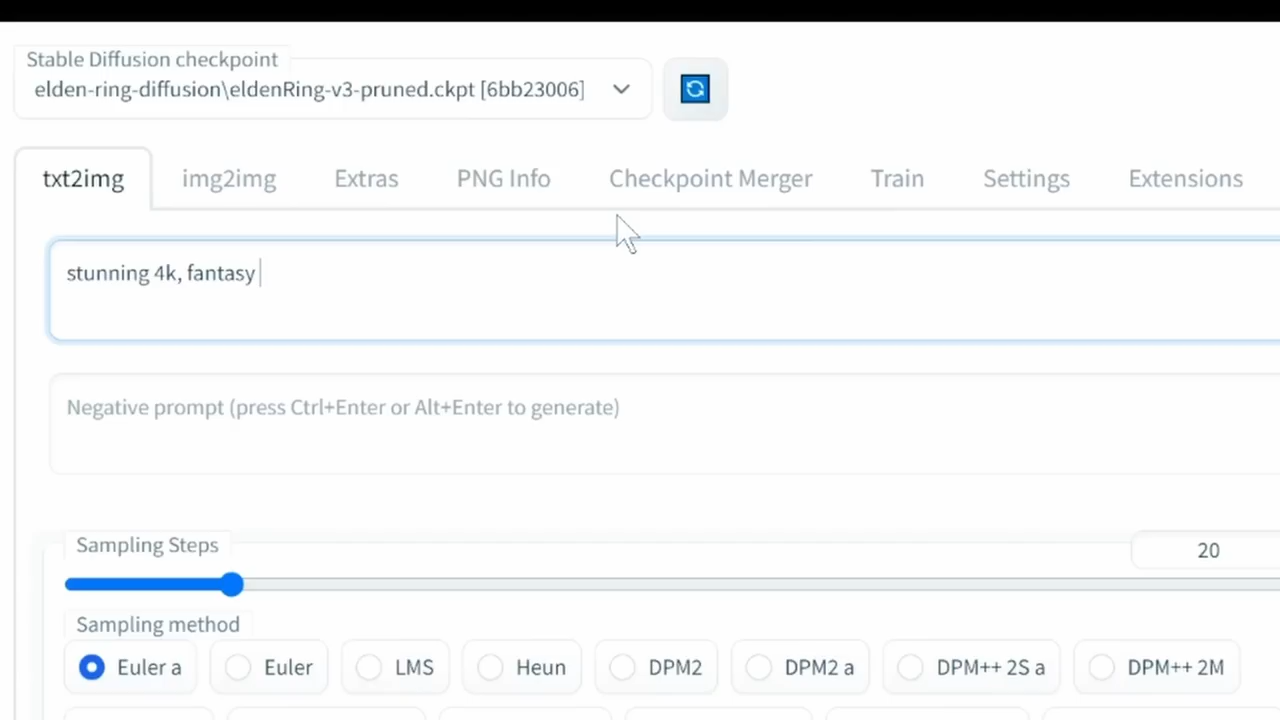 Stable Diffusion checkpoint
elden-ring-diffusion\eldenRing-v3-pruned.ckpt [6bb23006]
txt2img img2img Extras PNG Info Checkpoint Merger Train Settings Extensions
stunning 4k, fantasy
Negative prompt (press Ctrl+Enter or Alt+Enter to generate)
Sampling Steps 20
Sampling method
Euler a Euler LMS Heun DPM2 DPM2 a DPM++ 2S a DPM++ 2M